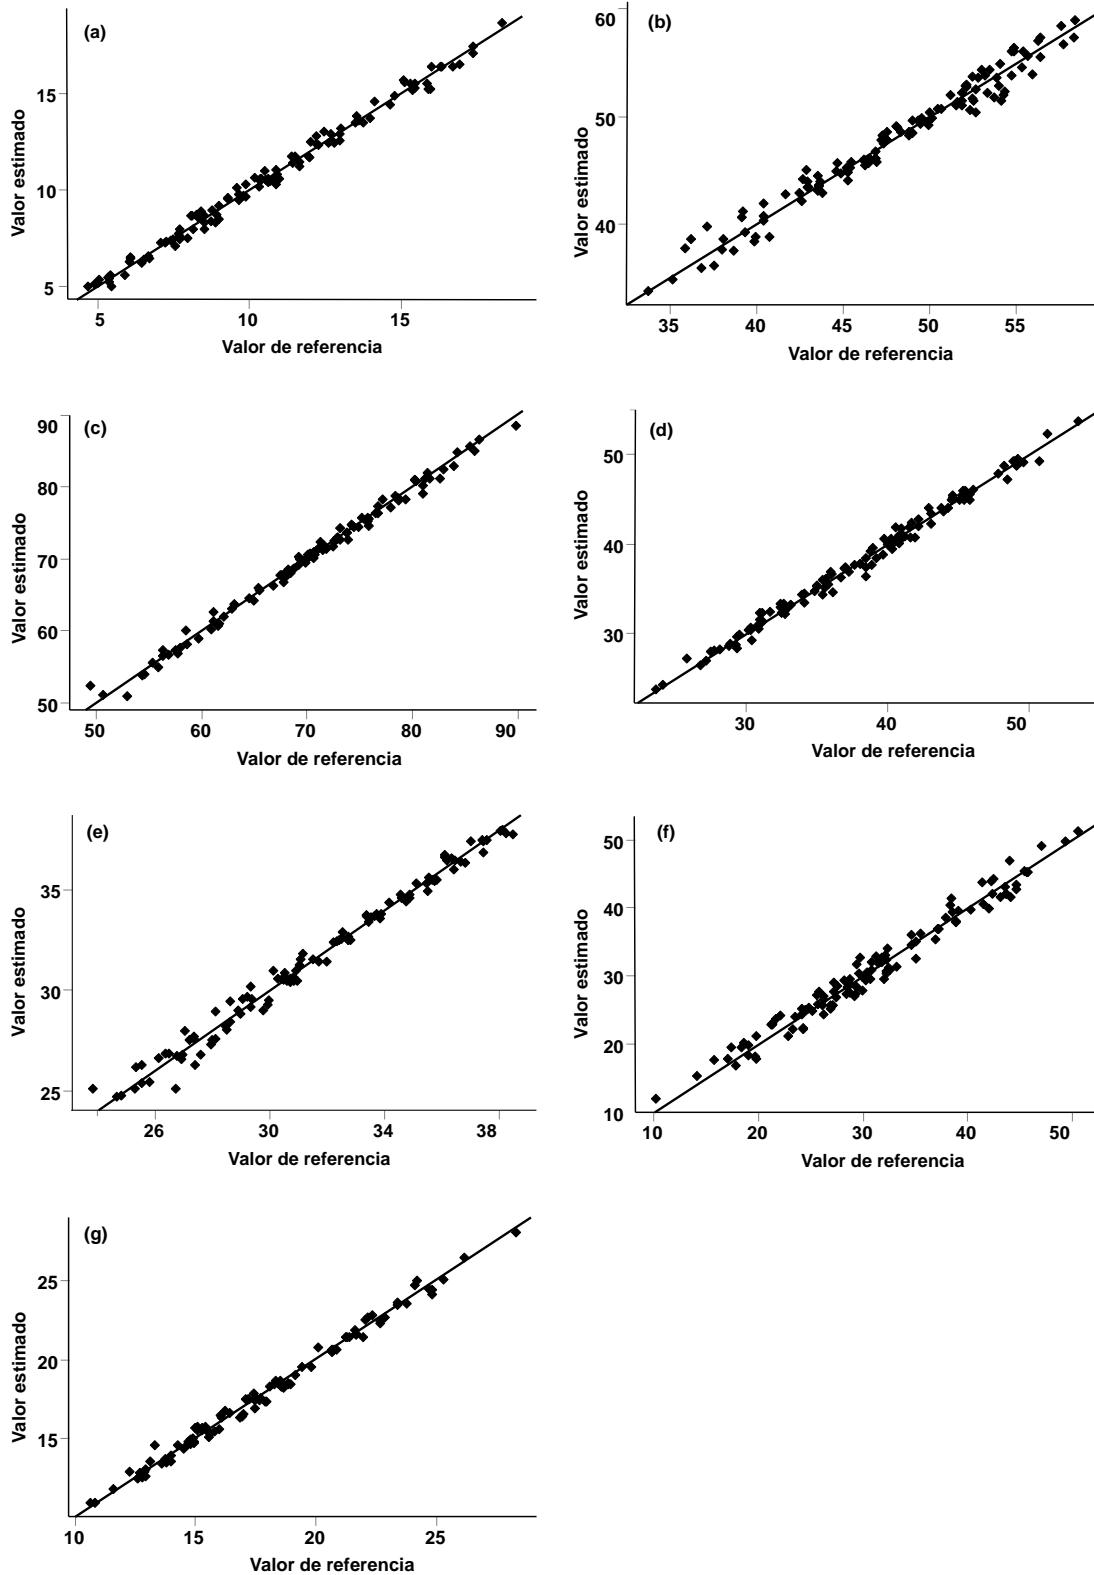 (a)
15
10
5
5 10 15
Valor estimado
Valor de referencia
(b)
60
50
40
35 40 45 50 55
Valor estimado
Valor de referencia
(c)
90
80
70
60
50
50 60 70 80 90
Valor estimado
Valor de referencia
(d)
50
40
30
30 40 50
Valor estimado
Valor de referencia
(e)
35
30
25
26 30 34 38
Valor estimado
Valor de referencia
(f)
50
40
30
20
10
10 20 30 40 50
Valor estimado
Valor de referencia
(g)
25
20
15
10 15 20 25
Valor estimado
Valor de referencia